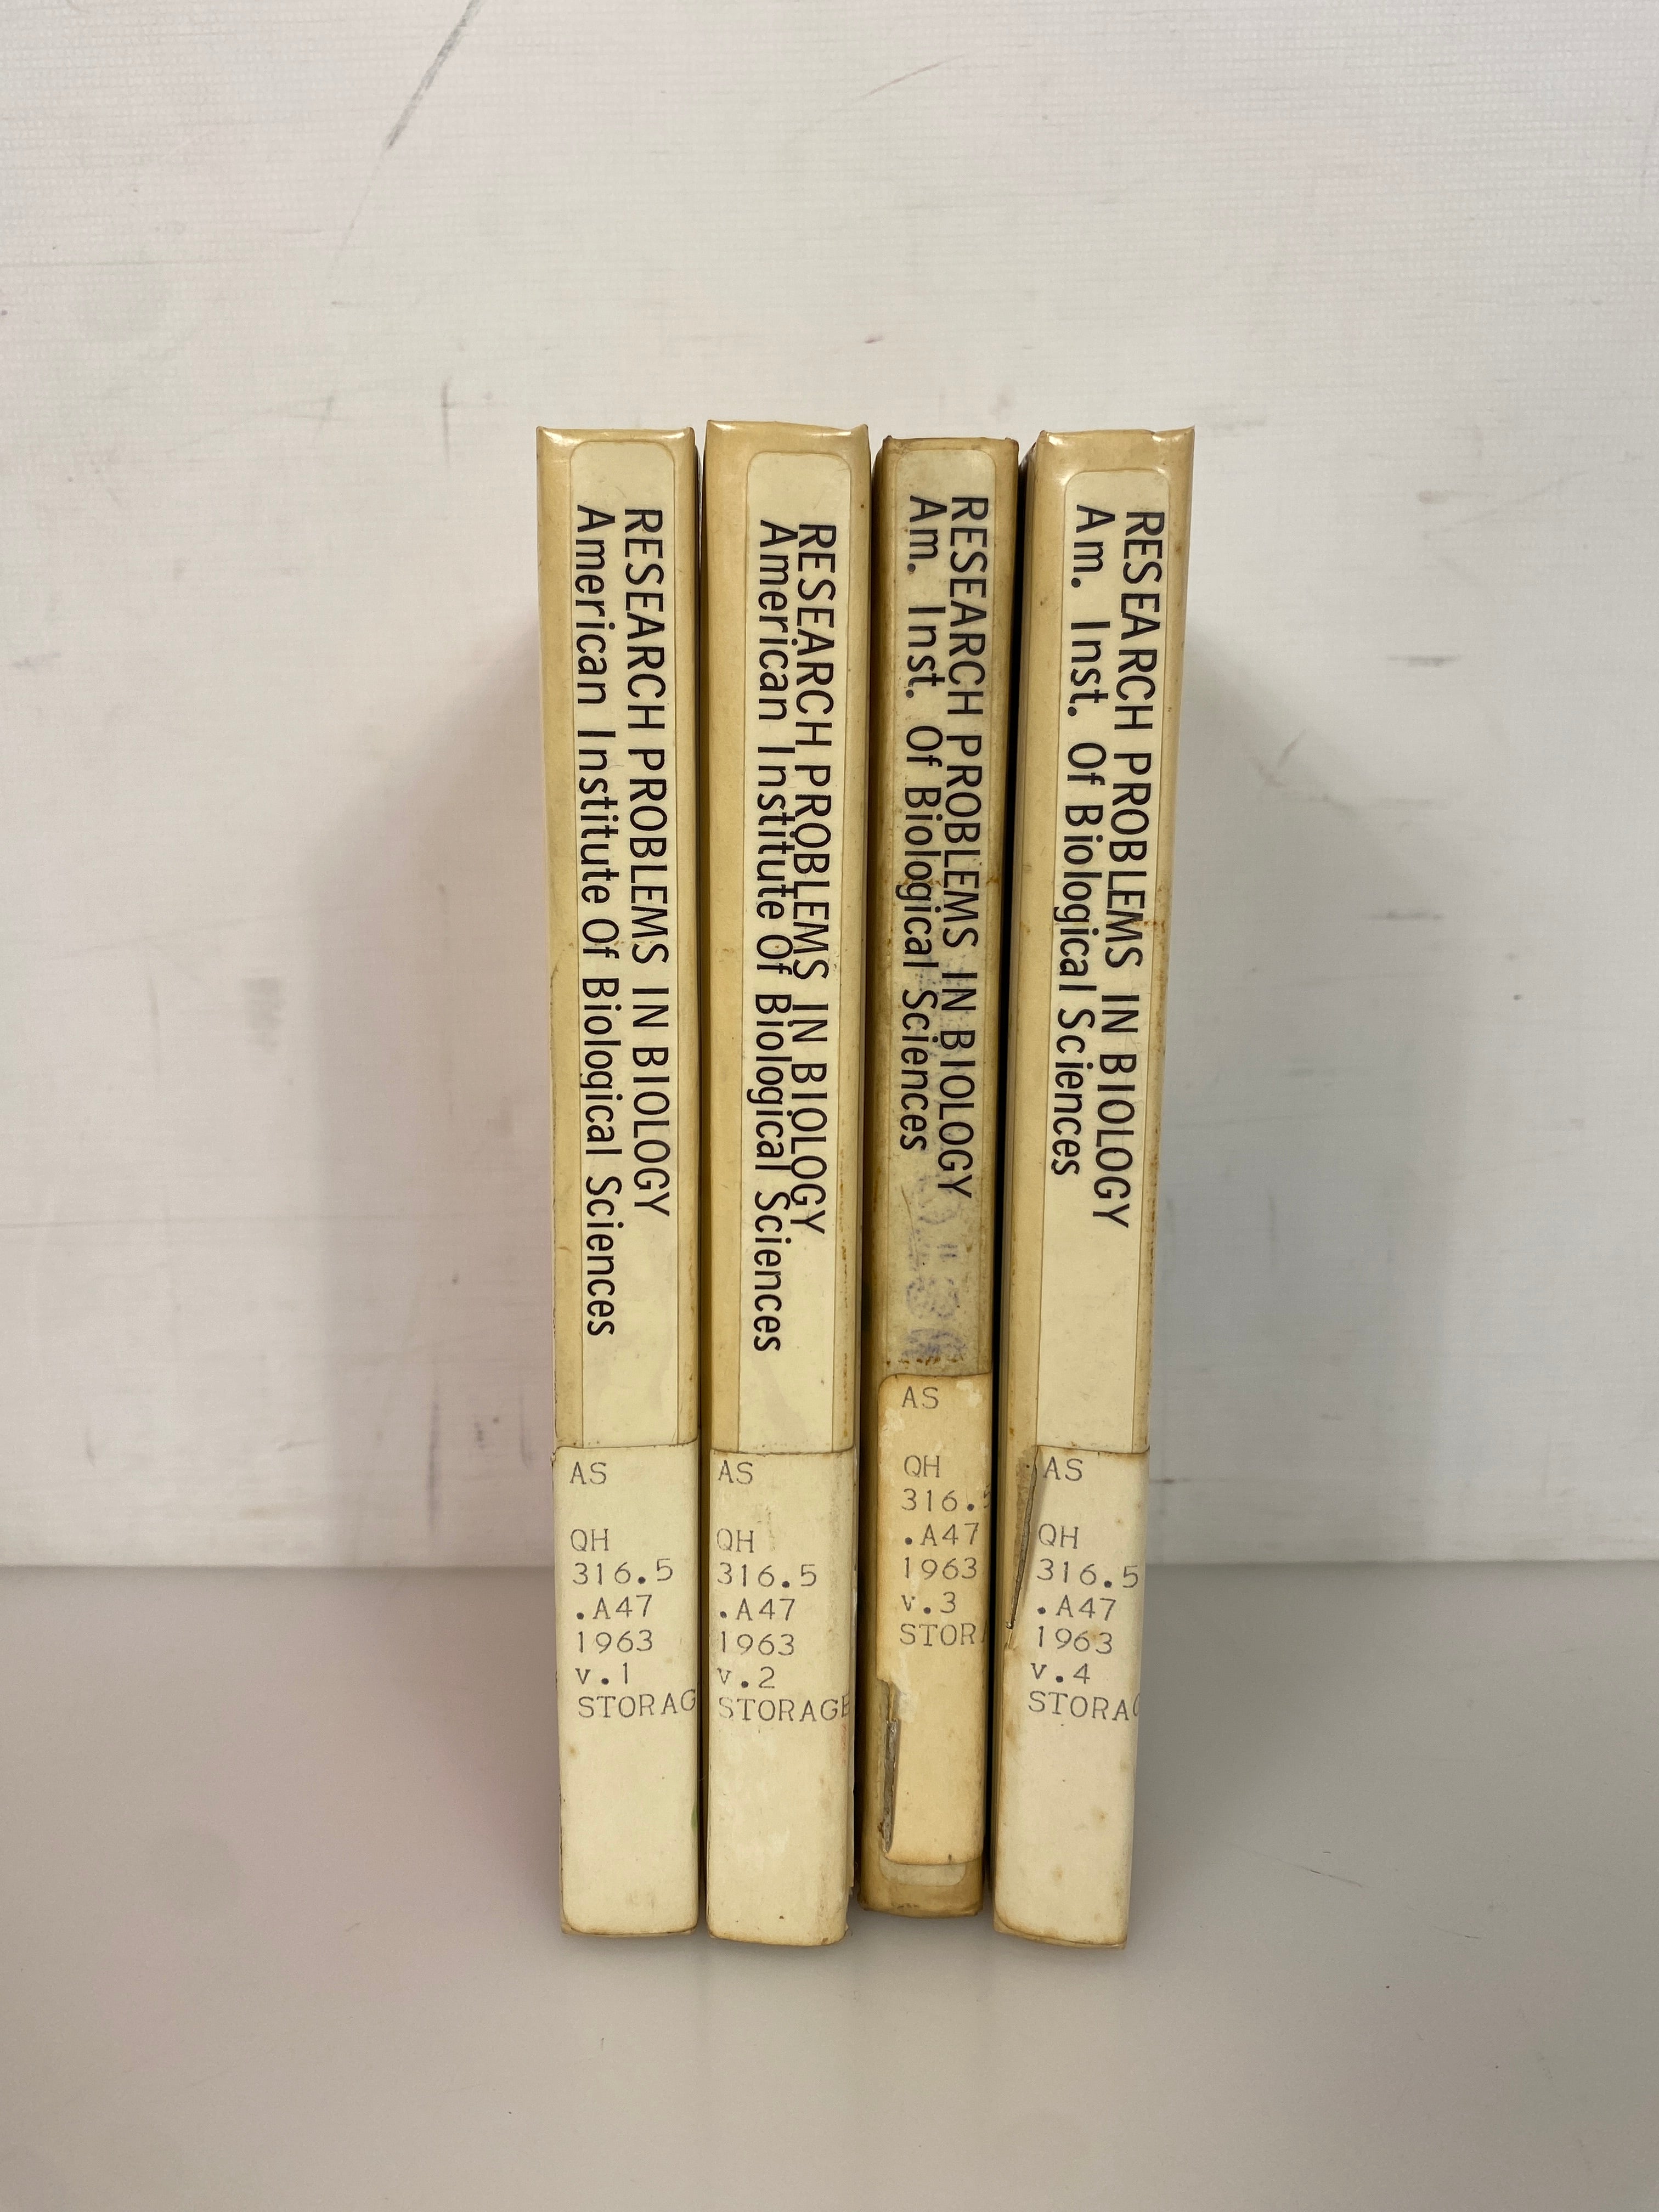 RESEARCH PROBLEMS IN BIOLOGY
American Institute Of Biological Sciences
AS
QH
316.5
.A47
1963
v.1
STORAG
RESEARCH PROBLEMS IN BIOLOGY
American Institute Of Biological Sciences
AS
QH
316.5
.A47
1963
v.2
STORAGE
RESEARCH PROBLEMS IN BIOLOGY
Am. Inst. Of Biological Sciences
AS
QH
316.5
.A47
1963
v.3
STOR
RESEARCH PROBLEMS IN BIOLOGY
Am. Inst. Of Biological Sciences
AS
QH
316.5
.A47
1963
v.4
STORAG